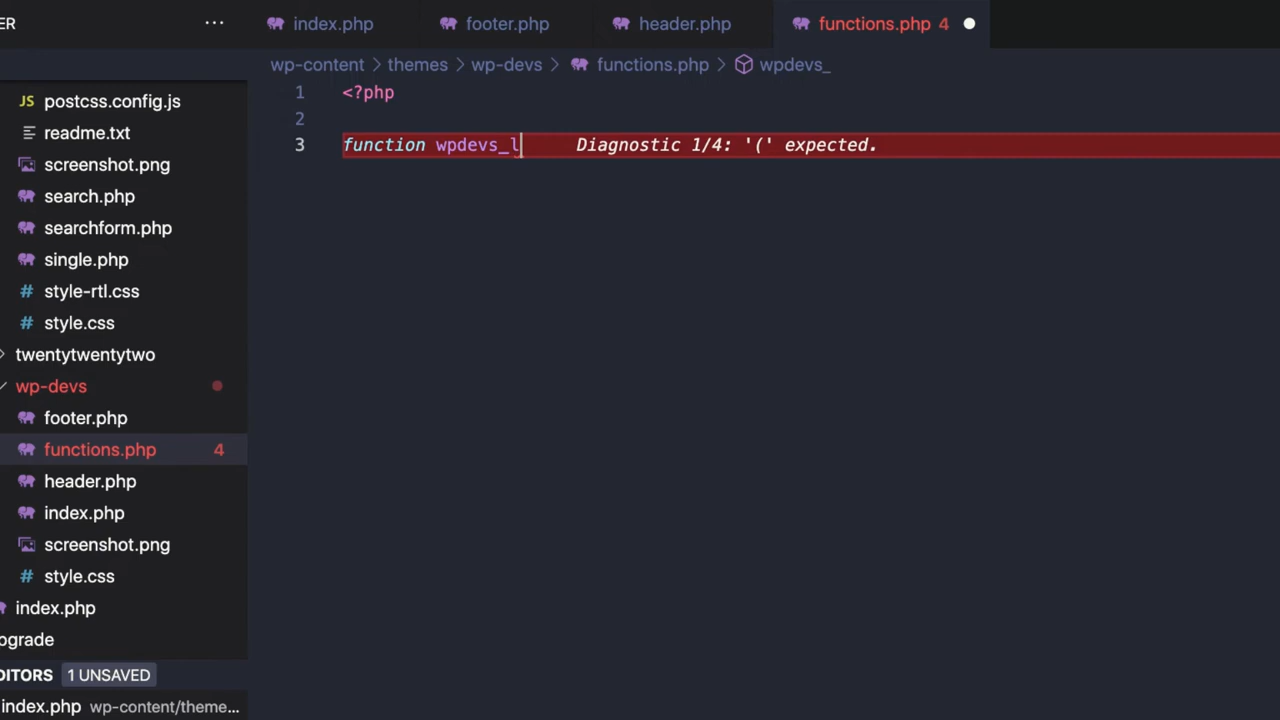 ER
...
index.php
footer.php
header.php
functions.php 4
wp-content > themes > wp-devs > functions.php > wpdevs_
1 <?php
2
3 function wpdevs_l Diagnostic 1/4: '(' expected.
JS postcss.config.js
readme.txt
screenshot.png
search.php
searchform.php
single.php
# style-rtl.css
# style.css
twentytwentytwo
wp-devs
footer.php
functions.php 4
header.php
index.php
screenshot.png
# style.css
index.php
pgrade
DITORS 1 UNSAVED
index.php wp-content/theme...